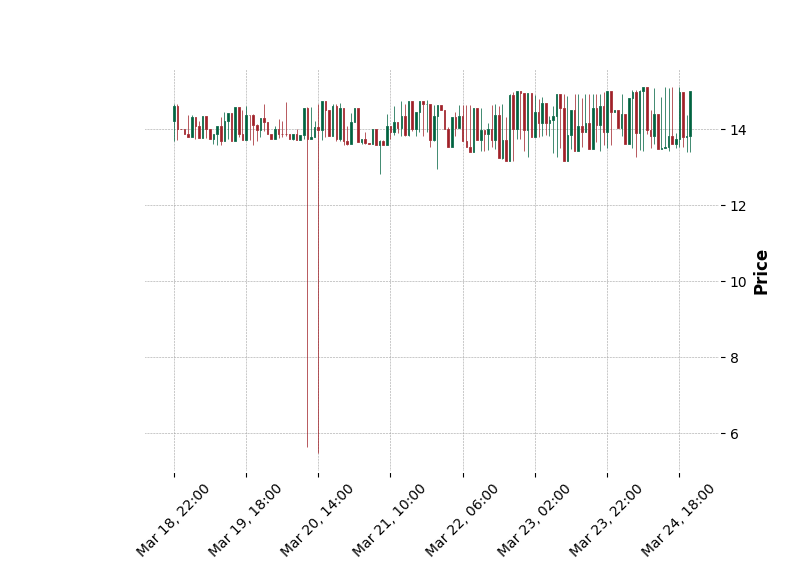 14
12
10
8
6
Price
Mar 18, 22:00
Mar 19, 18:00
Mar 20, 14:00
Mar 21, 10:00
Mar 22, 06:00
Mar 23, 02:00
Mar 23, 22:00
Mar 24, 18:00